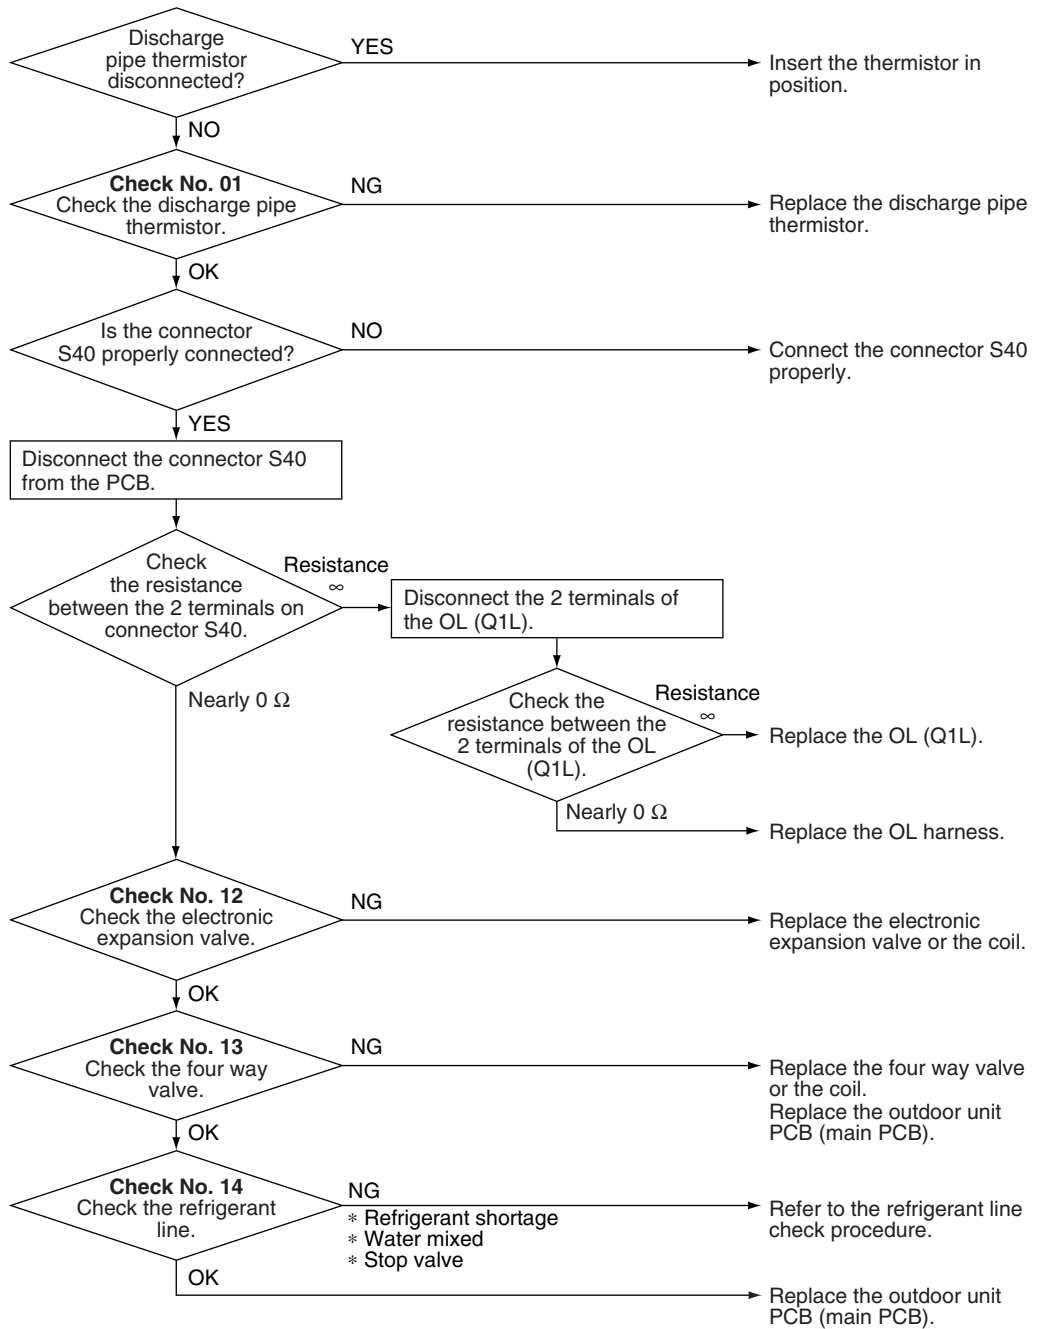 Discharge
pipe thermistor
disconnected?
YES
Insert the thermistor in
position.
NO
Check No. 01
Check the discharge pipe
thermistor.
NG
Replace the discharge pipe
thermistor.
OK
Is the connector
S40 properly connected?
NO
Connect the connector S40
properly.
YES
Disconnect the connector S40
from the PCB.
Check
the resistance
between the 2 terminals on
connector S40.
Resistance
∞
Disconnect the 2 terminals of
the OL (Q1L).
Nearly 0 Ω
Check the
resistance between the
2 terminals of the OL
(Q1L).
Resistance
∞
Replace the OL (Q1L).
Nearly 0 Ω
Replace the OL harness.
Check No. 12
Check the electronic
expansion valve.
NG
Replace the electronic
expansion valve or the coil.
OK
Check No. 13
Check the four way
valve.
NG
Replace the four way valve
or the coil.
Replace the outdoor unit
PCB (main PCB).
OK
Check No. 14
Check the refrigerant
line.
NG
∗ Refrigerant shortage
∗ Water mixed
∗ Stop valve
Refer to the refrigerant line
check procedure.
OK
Replace the outdoor unit
PCB (main PCB).